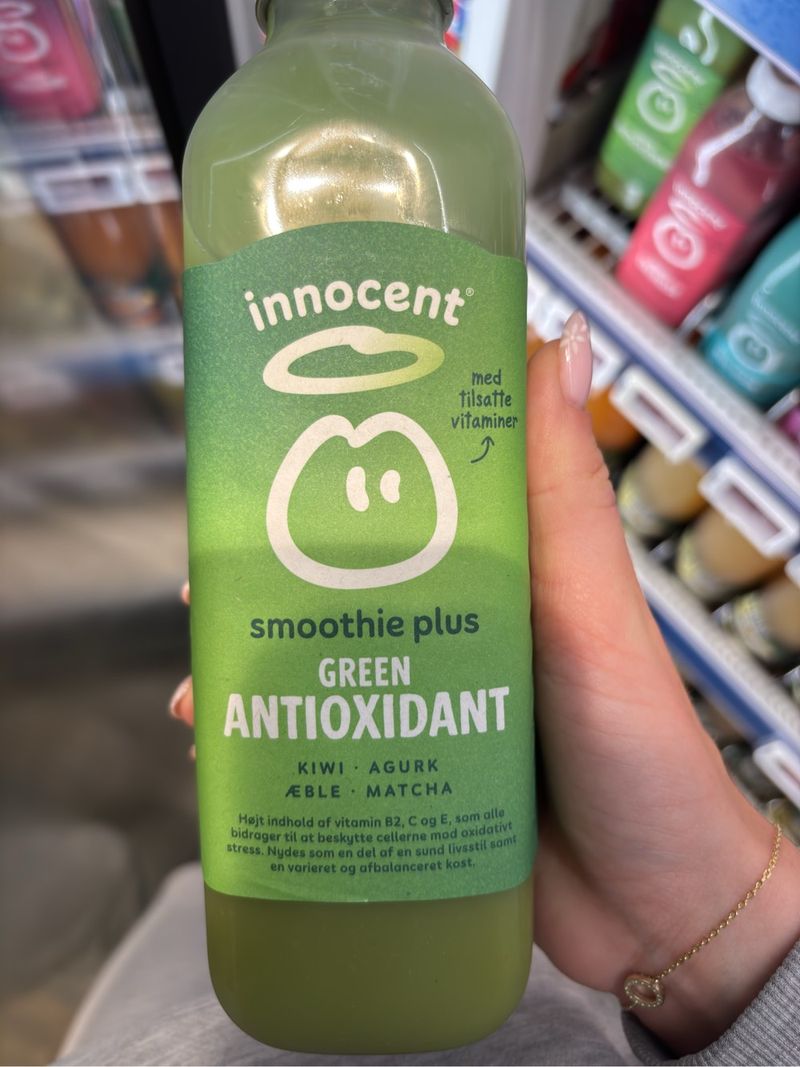 innocent®
med
tilsatte
vitaminer
smoothie plus
GREEN
ANTIOXIDANT
KIWI · AGURK
ÆBLE · MATCHA
Højt indhold af vitamin B2, C og E, som alle
bidrager til at beskytte cellerne mod oxidativt
stress. Nydes som en del af en sund livsstil samt
en varieret og afbalanceret kost.